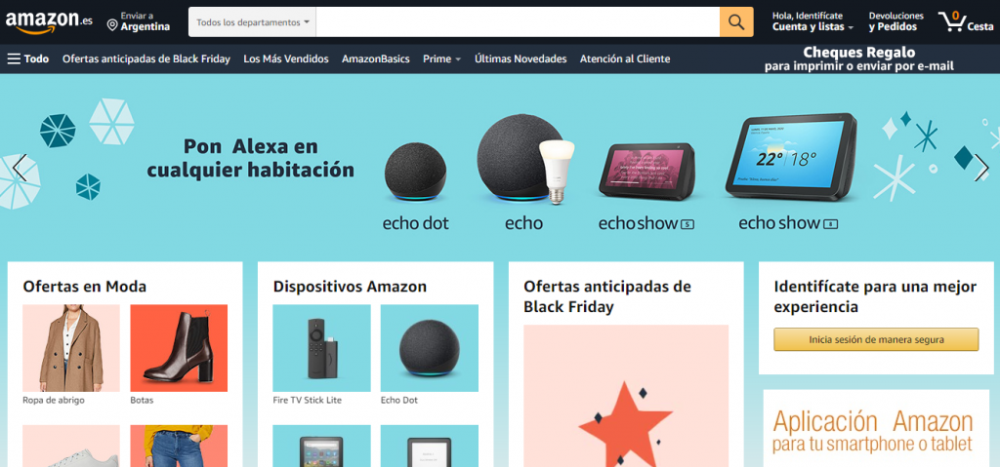 amazon.es
Enviar a
Argentina
Todos los departamentos
Hola, Identifícate
Cuenta y listas
Devoluciones
y Pedidos
0
Cesta
Todo
Ofertas anticipadas de Black Friday
Los Más Vendidos
AmazonBasics
Prime
Últimas Novedades
Atención al Cliente
Cheques Regalo
para imprimir o enviar por e-mail
Pon Alexa en
cualquier habitación
22° 18°
echo dot
echo
echo show 5
echo show 8
Ofertas en Moda
Ropa de abrigo
Botas
Dispositivos Amazon
Fire TV Stick Lite
Echo Dot
Ofertas anticipadas de
Black Friday
Identifícate para una mejor
experiencia
Inicia sesión de manera segura
Aplicación Amazon
para tu smartphone o tablet